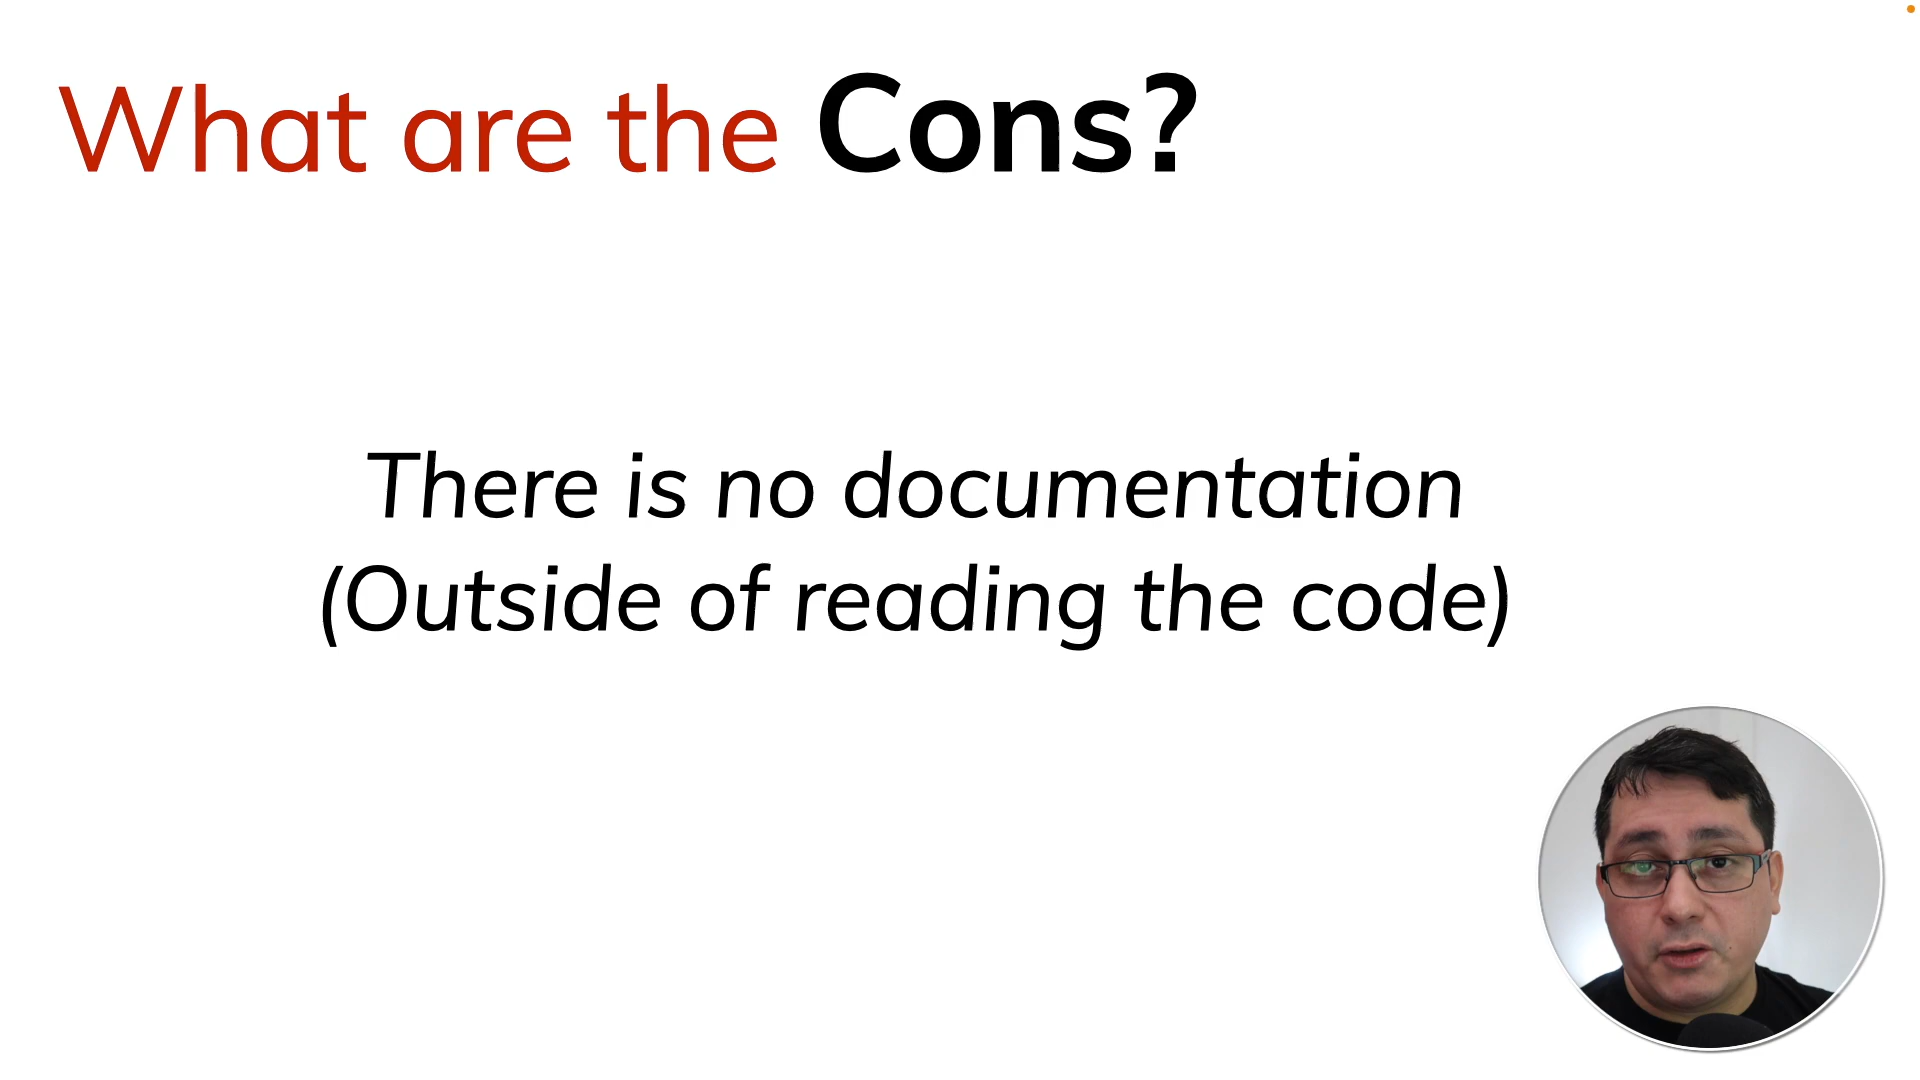 What are the Cons?
There is no documentation
(Outside of reading the code)